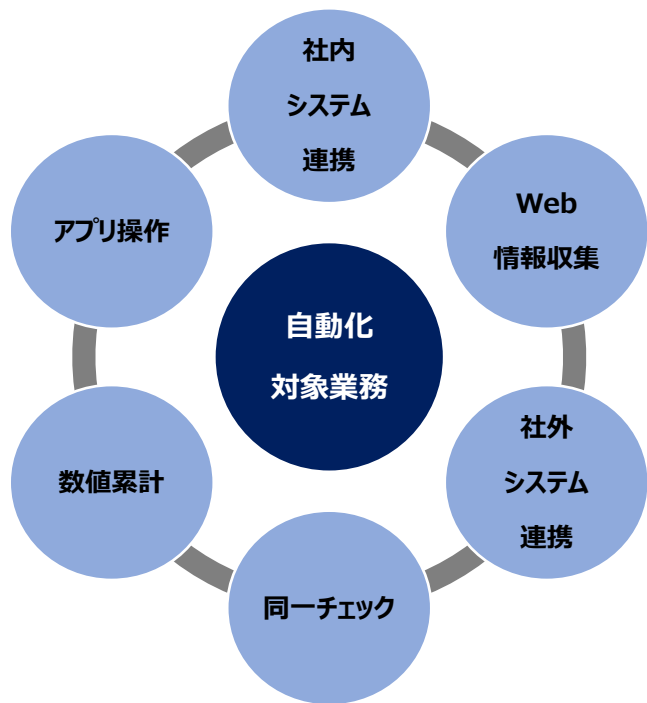 社内
システム
連携
Web
情報収集
社外
システム
連携
同一チェック
数値累計
アプリ操作
自動化
対象業務